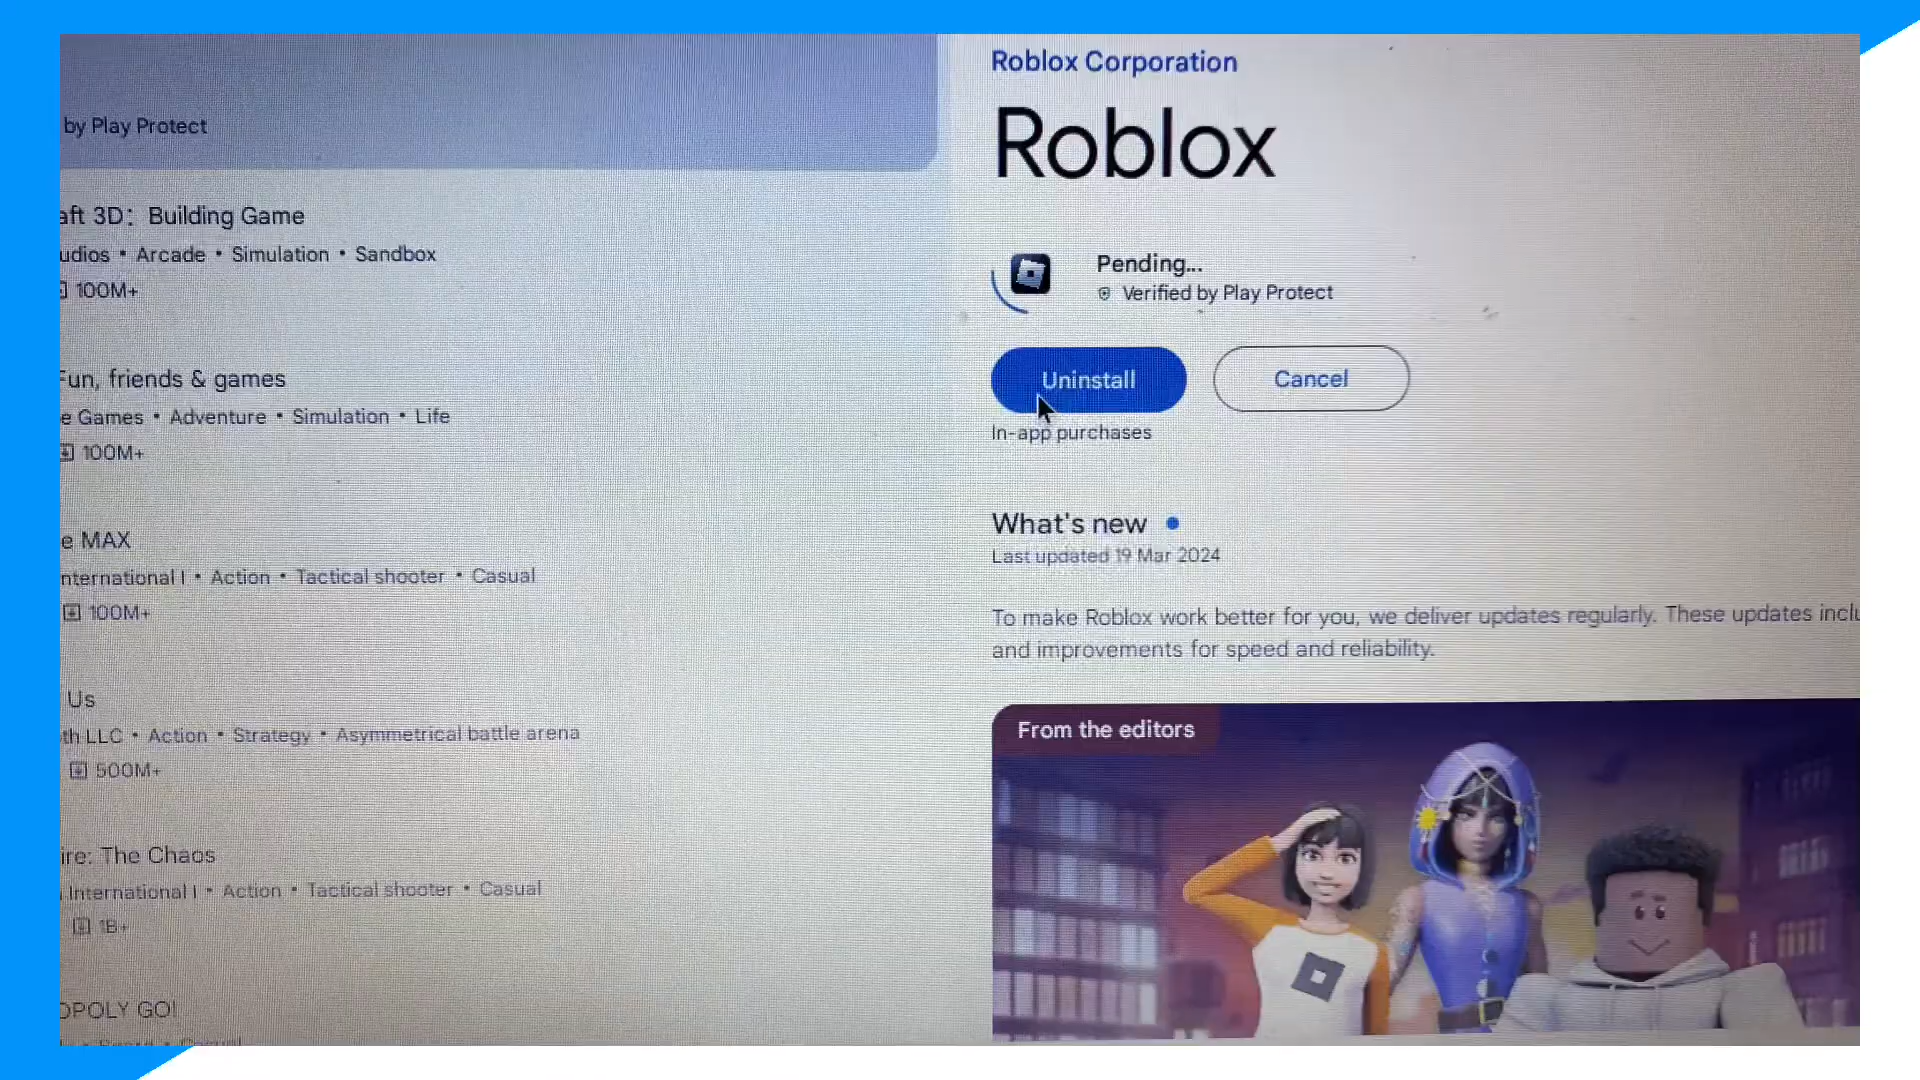 by Play Protect
aft 3D: Building Game
udios • Arcade • Simulation • Sandbox
100M+
Fun, friends & games
e Games • Adventure • Simulation • Life
100M+
e MAX
nternational I • Action • Tactical shooter • Casual
100M+
Us
th LLC • Action • Strategy • Asymmetrical battle arena
500M+
ire: The Chaos
International I • Action • Tactical shooter • Casual
1B+
OPOLY GO!
Roblox Corporation
Roblox
Pending...
Verified by Play Protect
Uninstall
Cancel
In-app purchases
What's new
Last updated 19 Mar 2024
To make Roblox work better for you, we deliver updates regularly. These updates inclu
and improvements for speed and reliability.
From the editors